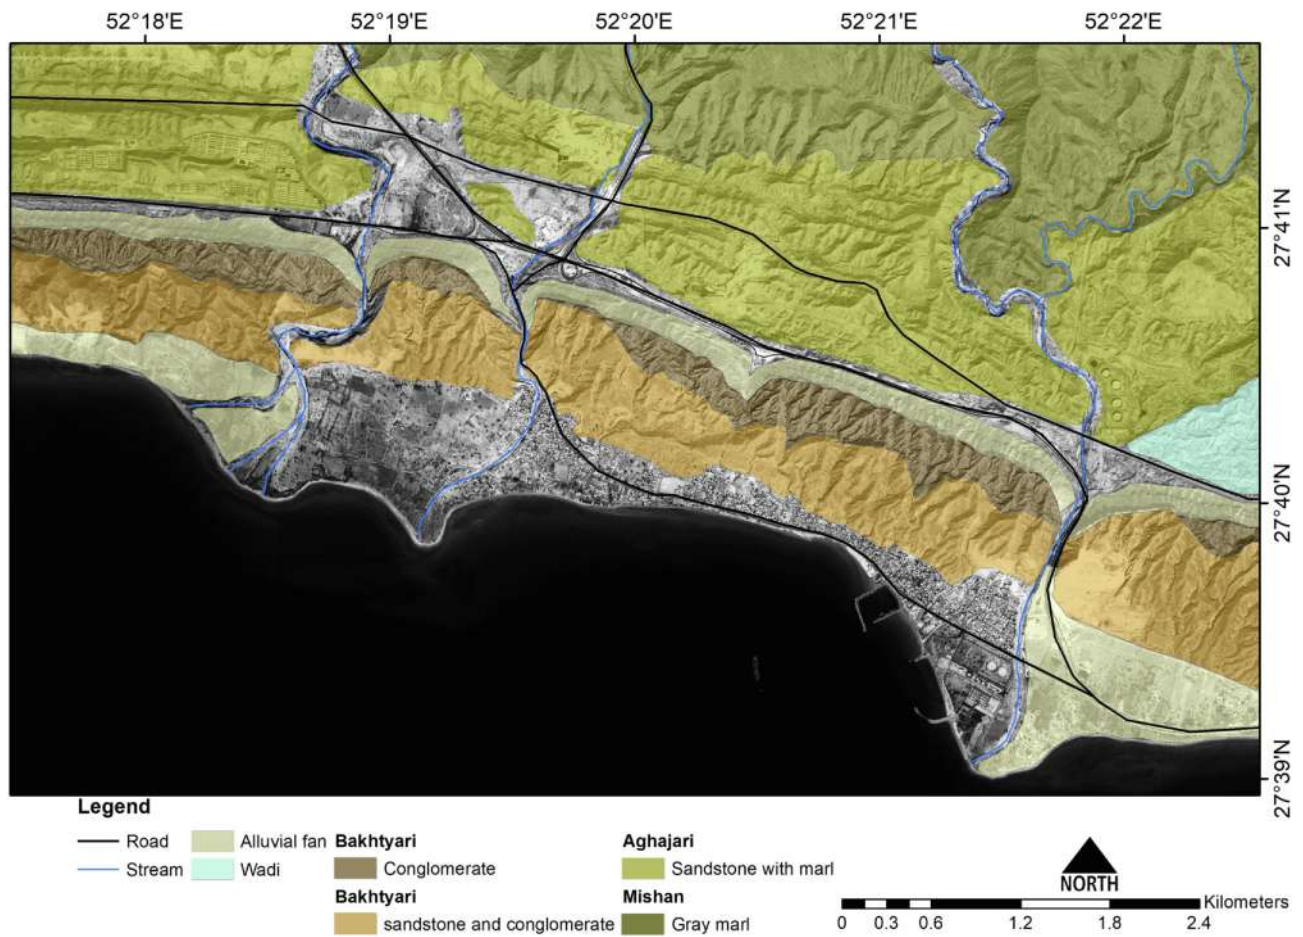 52°18'E 52°19'E 52°20'E 52°21'E 52°22'E
27°41'N
27°40'N
27°39'N
Legend
Road
Stream
Alluvial fan
Wadi
Bakhtyari
Conglomerate
Bakhtyari
sandstone and conglomerate
Aghajari
Sandstone with marl
Mishan
Gray marl
NORTH
Kilometers
0 0.3 0.6 1.2 1.8 2.4